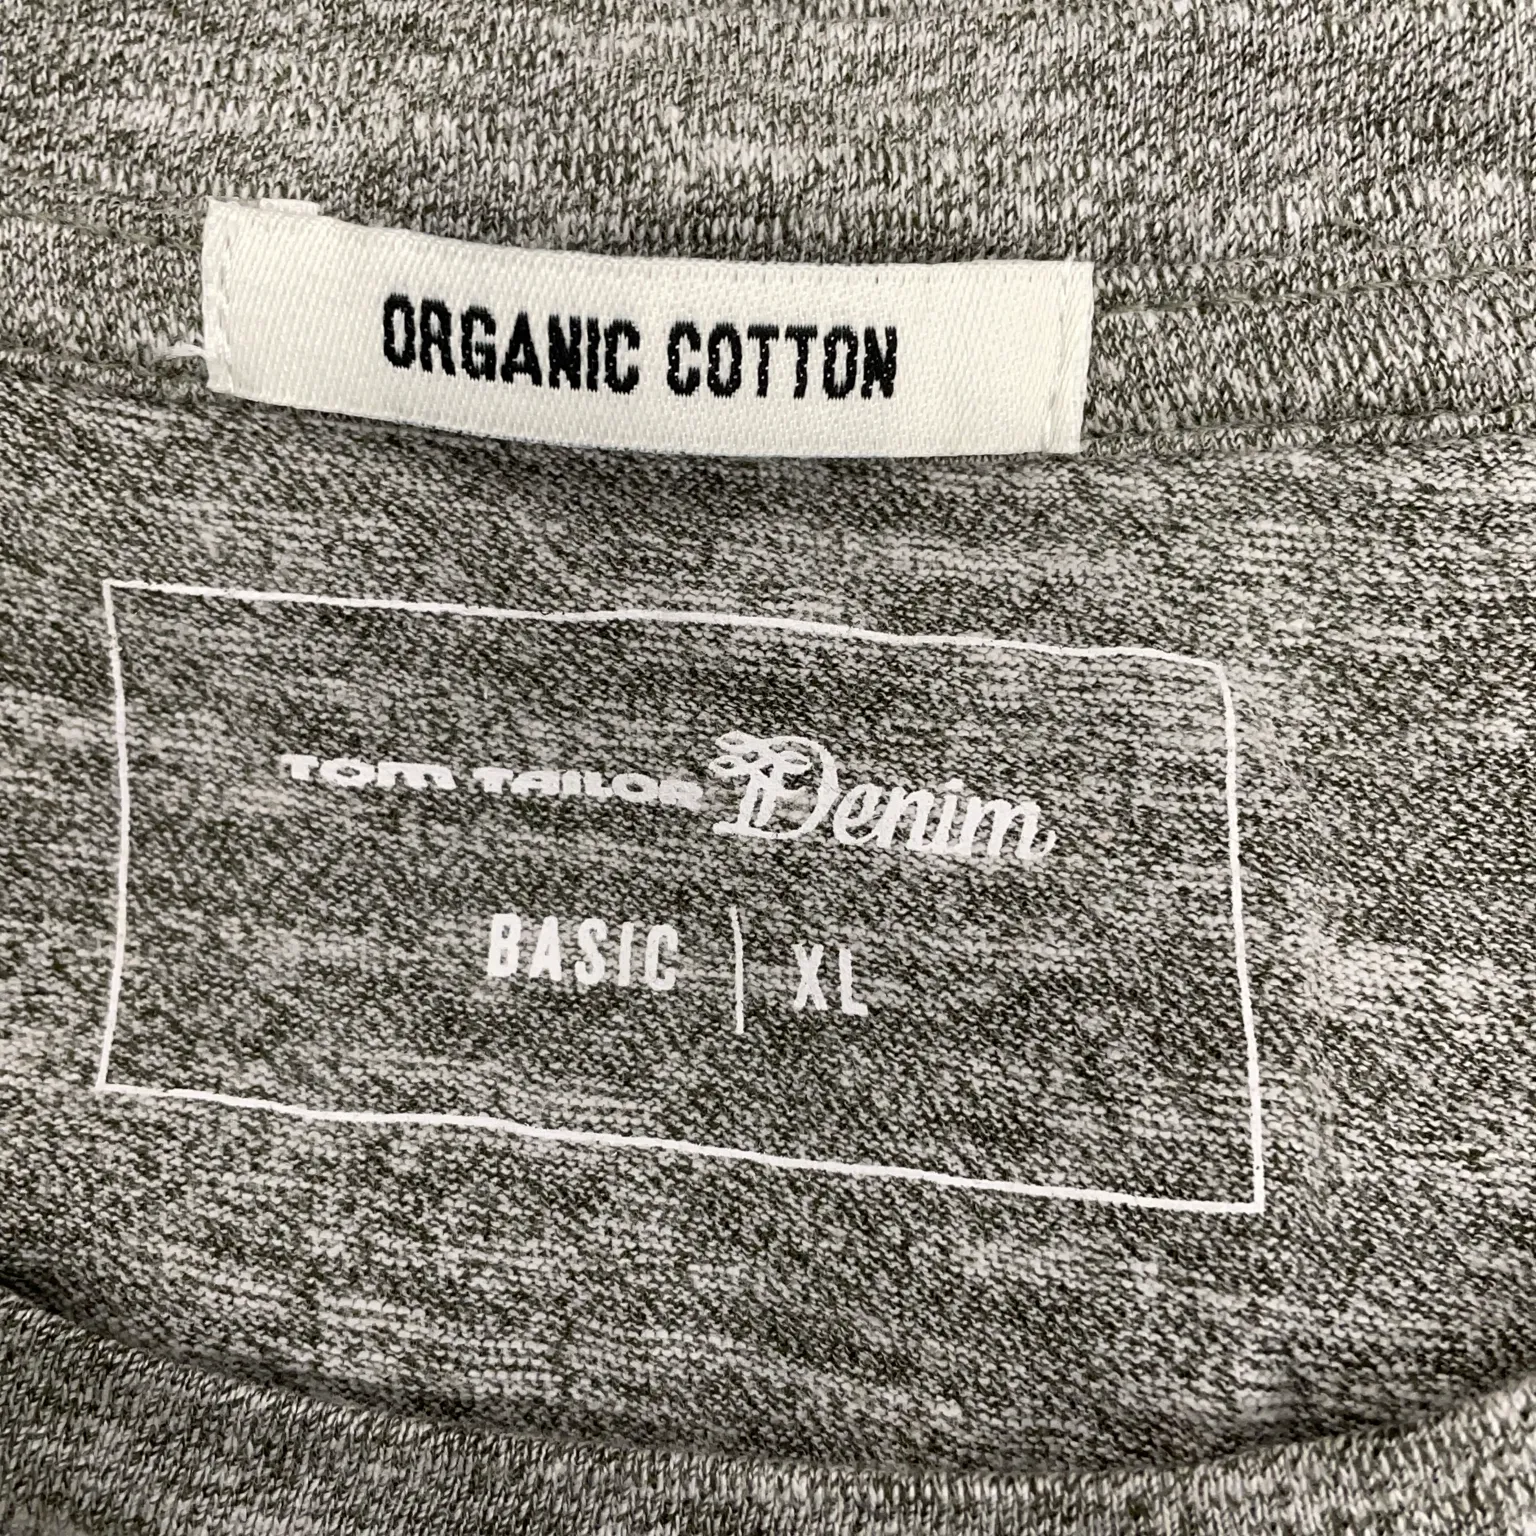 ORGANIC COTTON
TOM TAILOR Denim
BASIC | XL